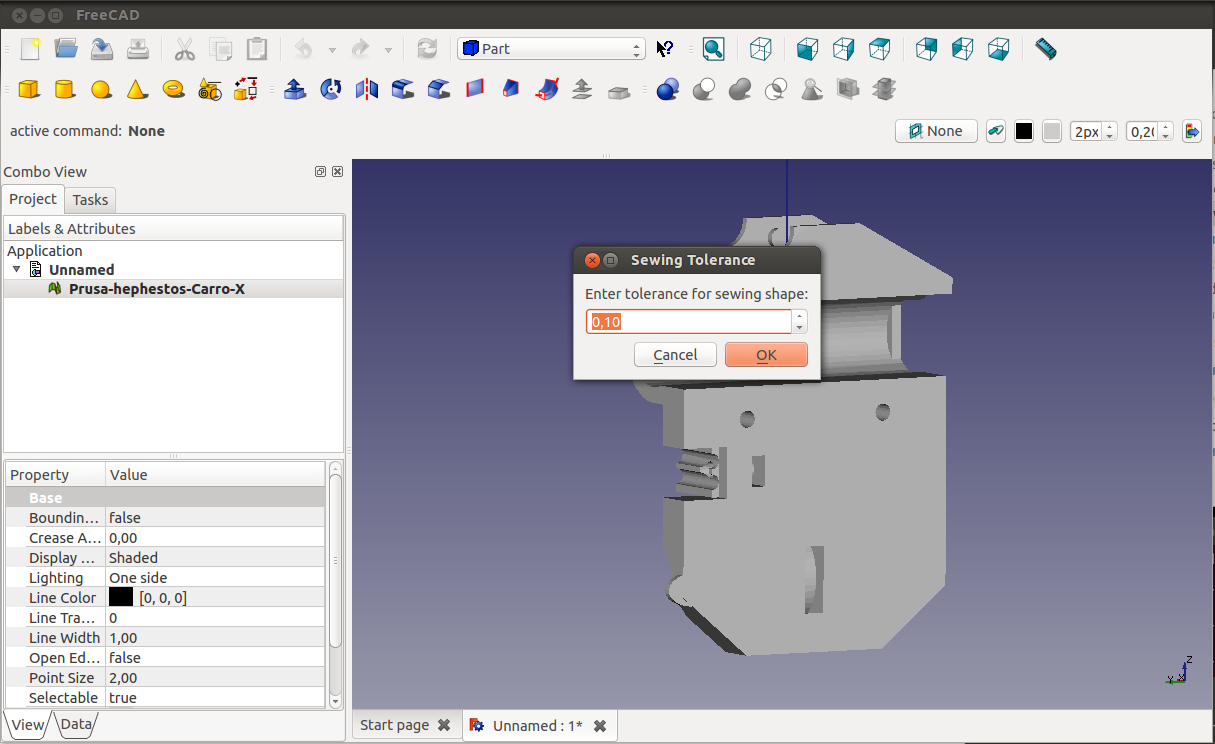 FreeCAD
Part
active command: None
None
2px
0,20
Combo View
Project
Tasks
Labels & Attributes
Application
Unnamed
Prusa-hephestos-Carro-X
Sewing Tolerance
Enter tolerance for sewing shape:
0,10
Cancel
OK
Property Value
Base
Boundin... false
Crease A... 0,00
Display ... Shaded
Lighting One side
Line Color [0, 0, 0]
Line Tra... 0
Line Width 1,00
Open Ed... false
Point Size 2,00
Selectable true
View
Data
Start page
Unnamed : 1*
Z
Y
X